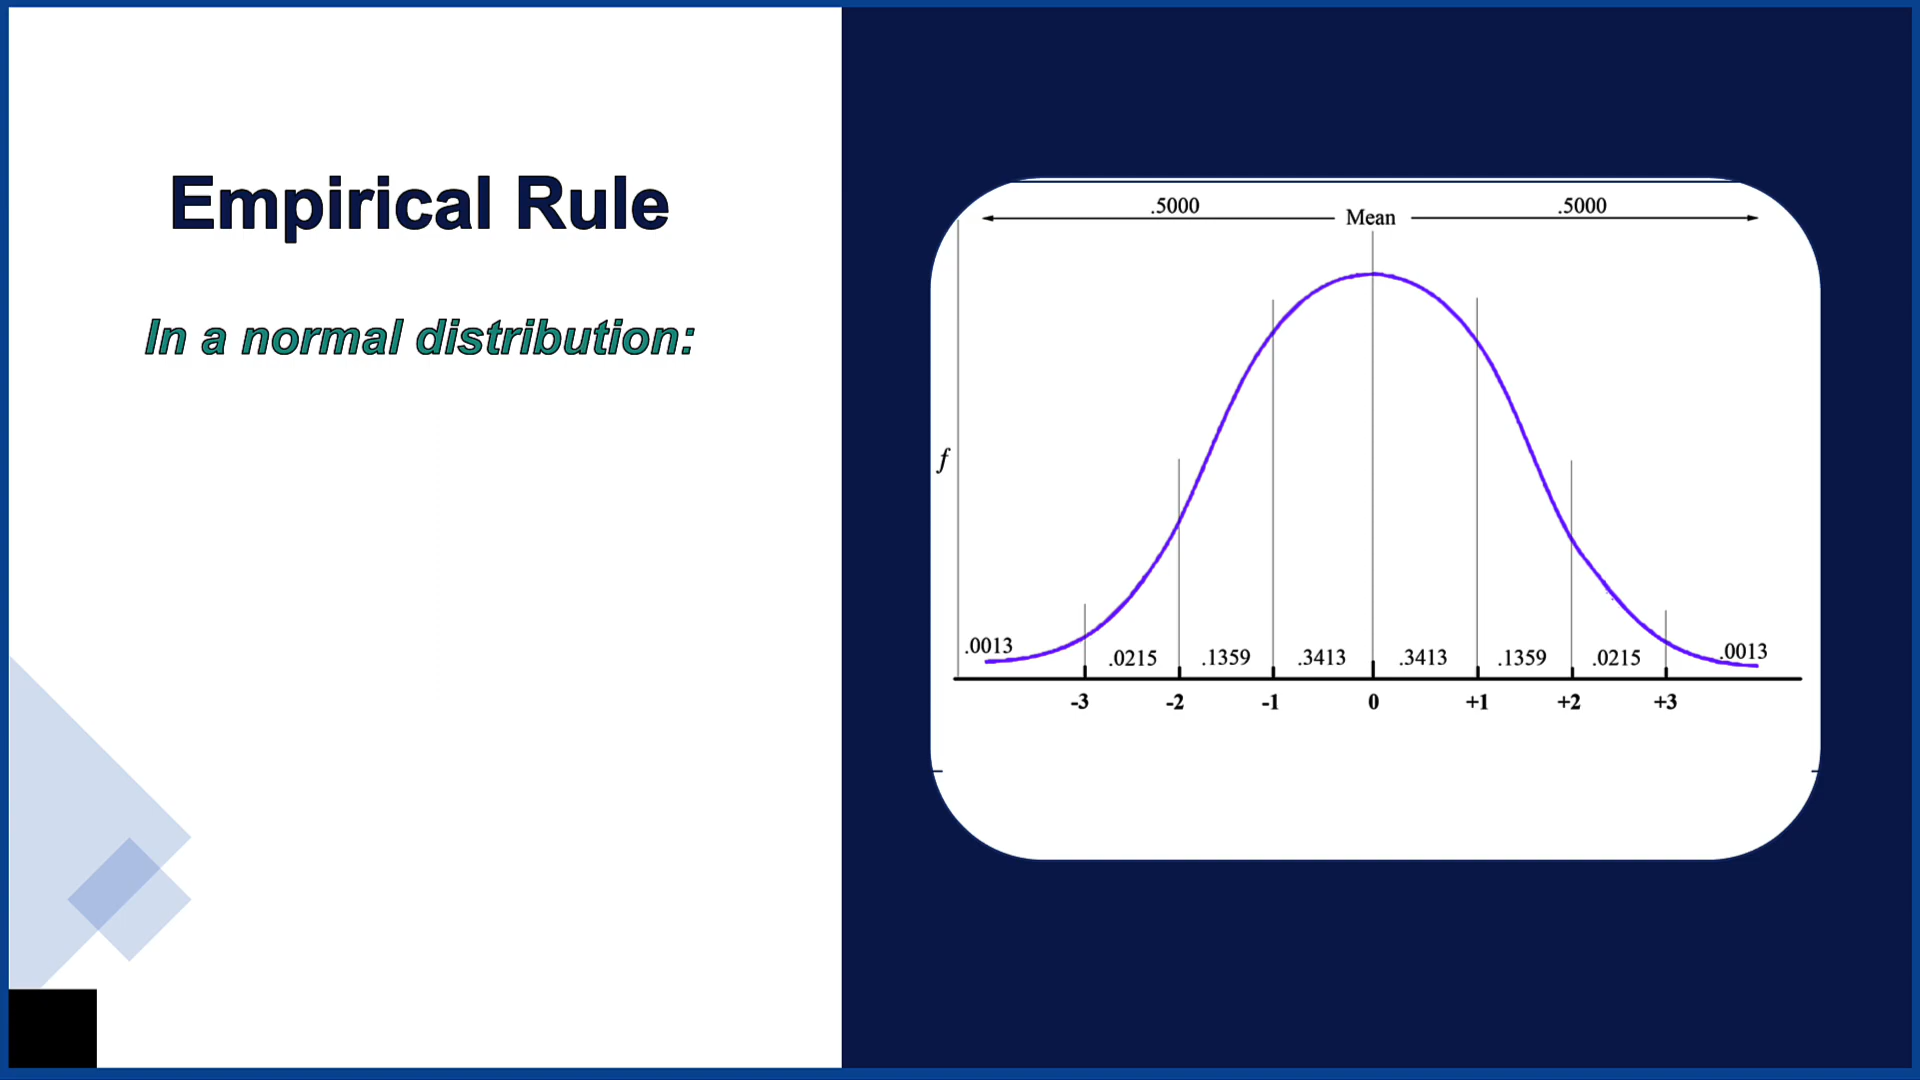 Empirical Rule
In a normal distribution:
.5000 Mean .5000
f
.0013 .0215 .1359 .3413 .3413 .1359 .0215 .0013
-3 -2 -1 0 +1 +2 +3